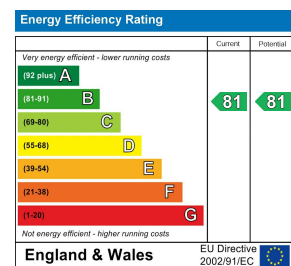 Energy Efficiency Rating
Current Potential
Very energy efficient - lower running costs
(92 plus) A
(81-91) B 81 81
(69-80) C
(55-68) D
(39-54) E
(21-38) F
(1-20) G
Not energy efficient - higher running costs
England & Wales
EU Directive
2002/91/EC